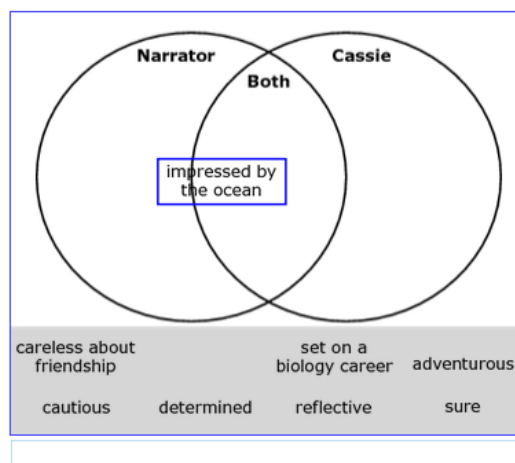 Narrator Cassie
Both
impressed by
the ocean
careless about
friendship
set on a
biology career
adventurous
cautious determined reflective sure